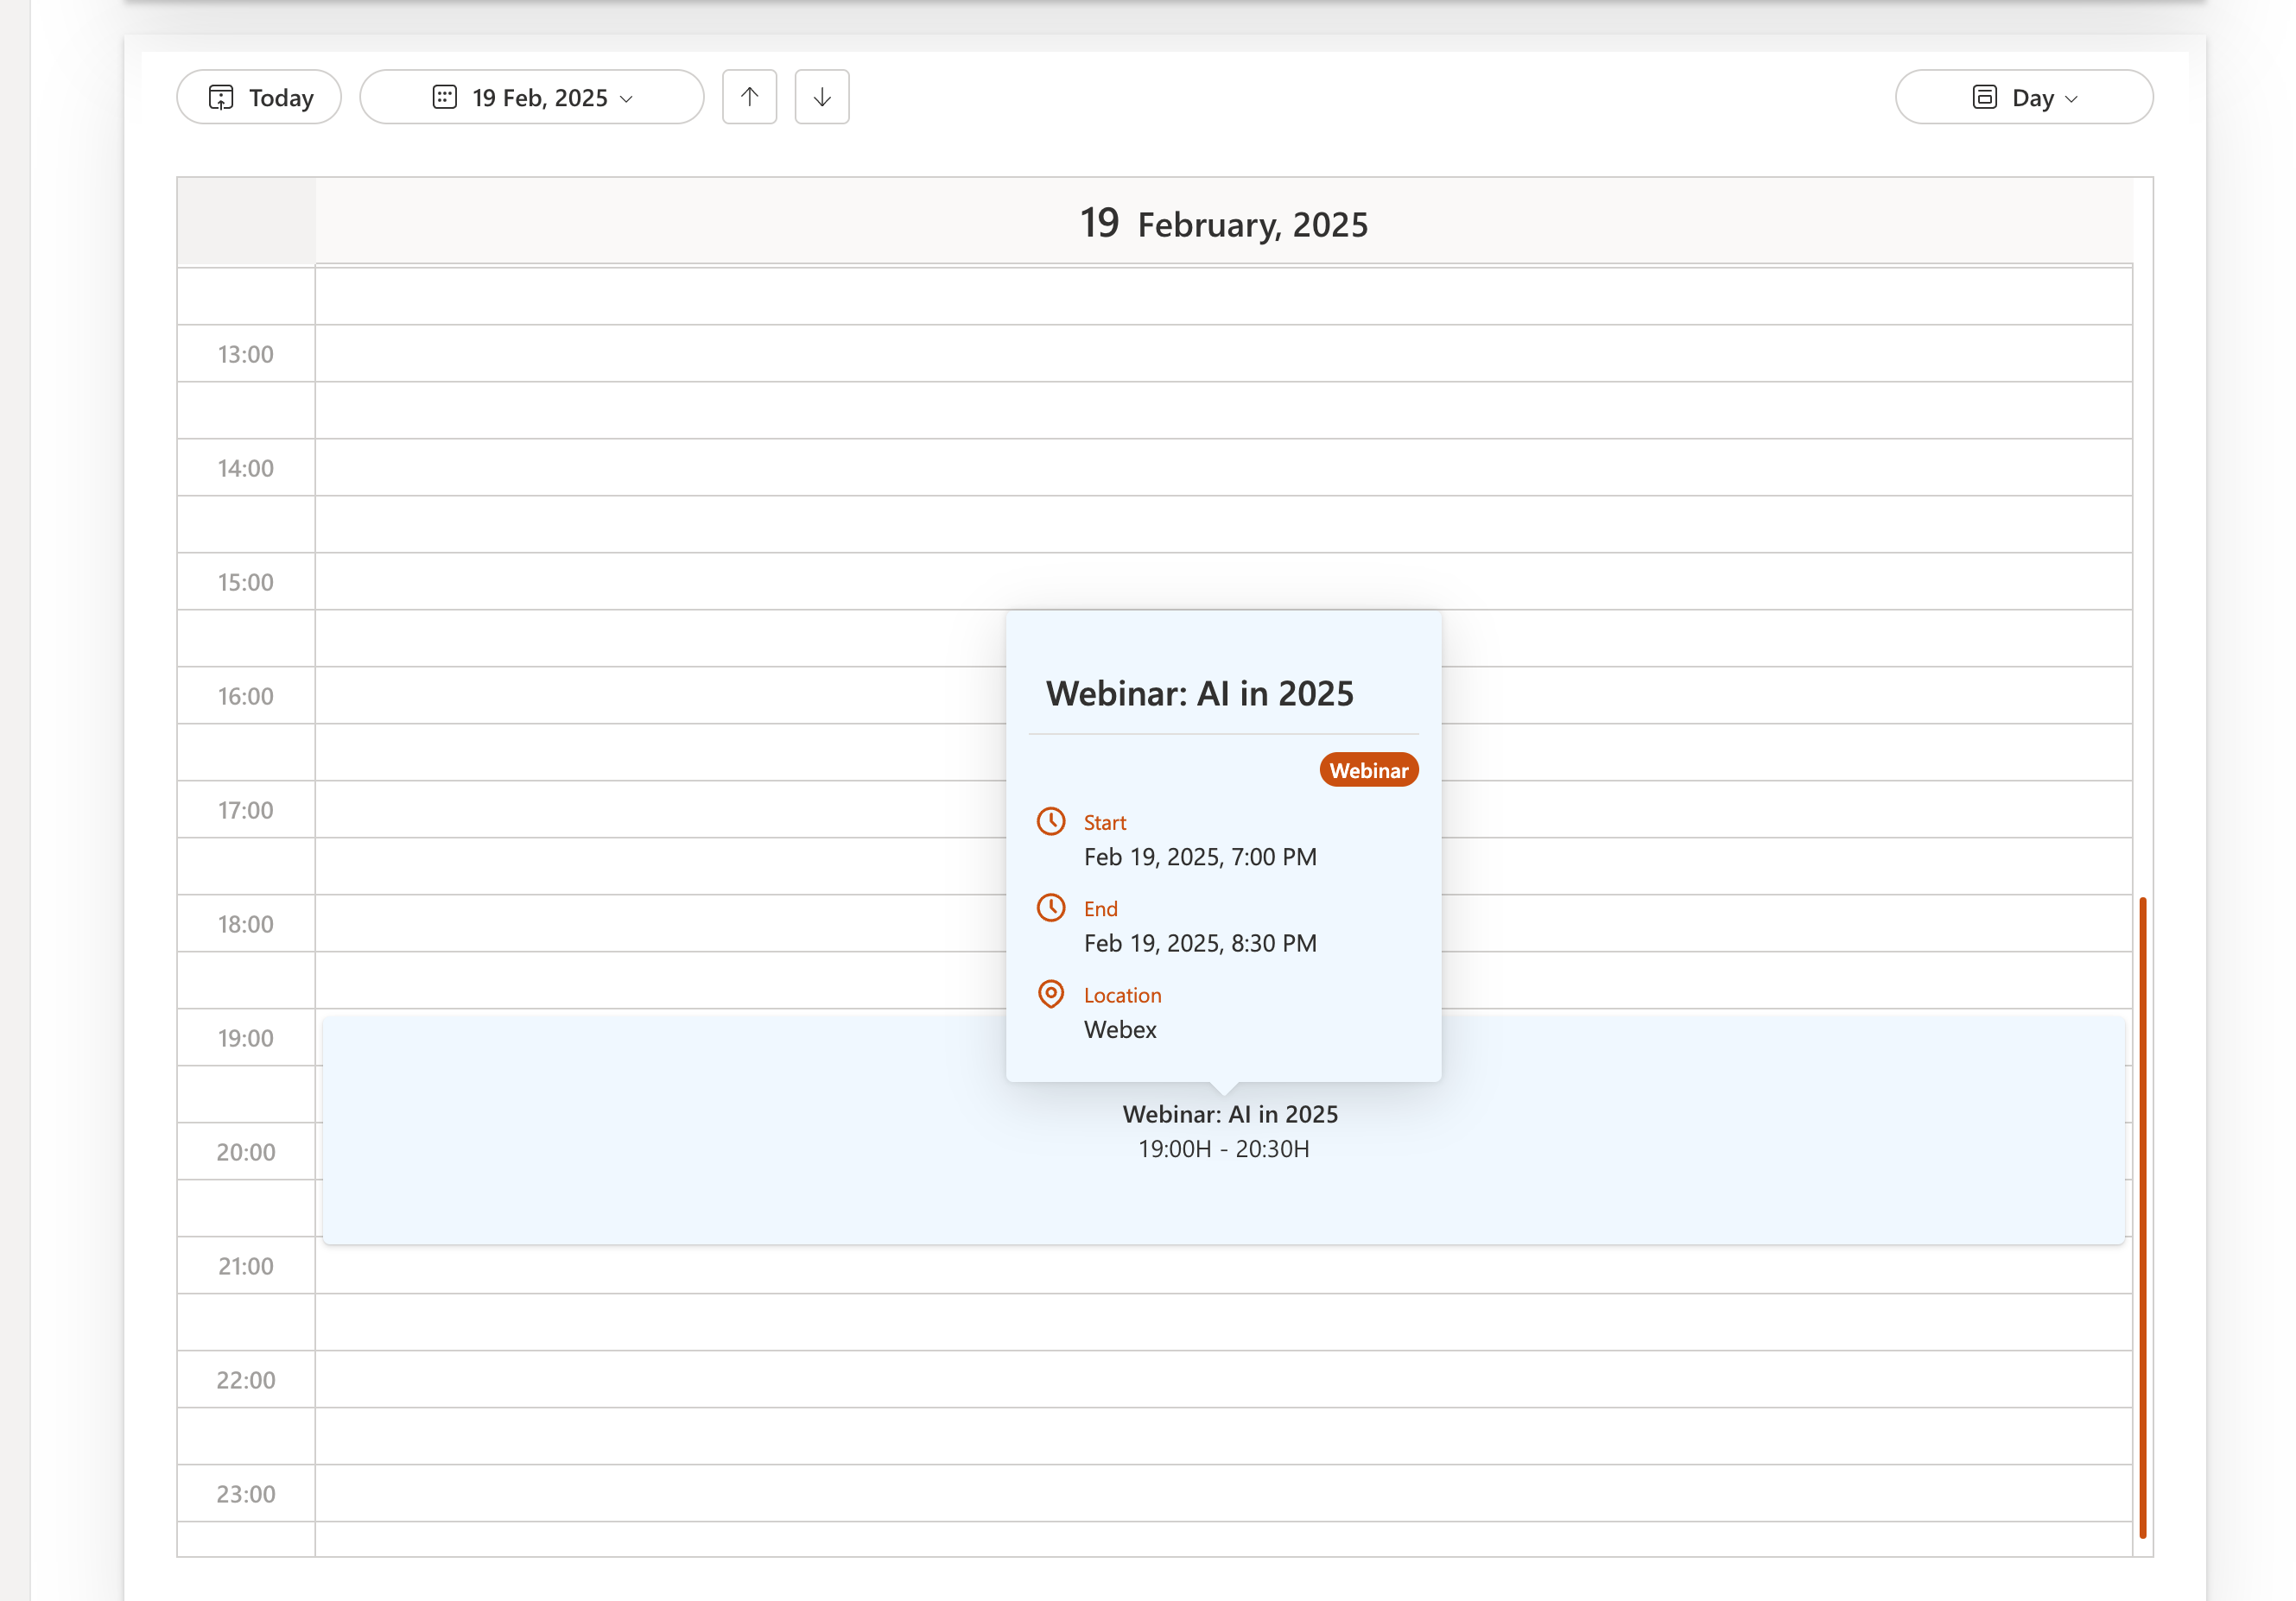 Today
19 Feb, 2025
Day
19 February, 2025
13:00
14:00
15:00
16:00
Webinar: AI in 2025
Webinar
17:00
Start
Feb 19, 2025, 7:00 PM
End
18:00
Feb 19, 2025, 8:30 PM
Location
Webex
19:00
Webinar: AI in 2025
19:00H - 20:30H
20:00
21:00
22:00
23:00